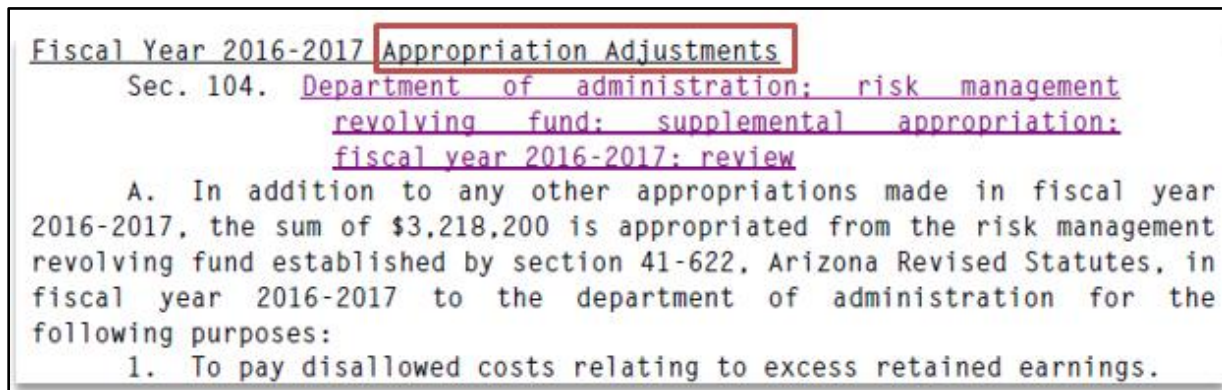 Fiscal Year 2016-2017 Appropriation Adjustments
Sec. 104. Department of administration; risk management
revolving fund; supplemental appropriation;
fiscal year 2016-2017; review
A. In addition to any other appropriations made in fiscal year
2016-2017, the sum of $3,218,200 is appropriated from the risk management
revolving fund established by section 41-622, Arizona Revised Statutes, in
fiscal year 2016-2017 to the department of administration for the
following purposes:
1. To pay disallowed costs relating to excess retained earnings.